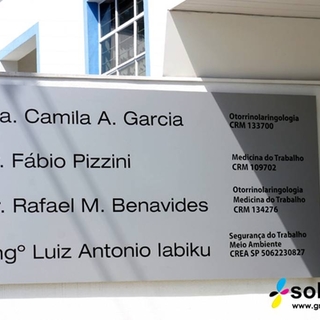 a. Camila A. Garcia
Otorrinolaringologia
CRM 133700
. Fábio Pizzini
Medicina do Trabalho
CRM 109702
r. Rafael M. Benavides
Otorrinolaringologia
Medicina do Trabalho
CRM 134276
ngº Luiz Antonio Iabiku
Segurança do Trabalho
Meio Ambiente
CREA SP 5062230827
sol
www.gr